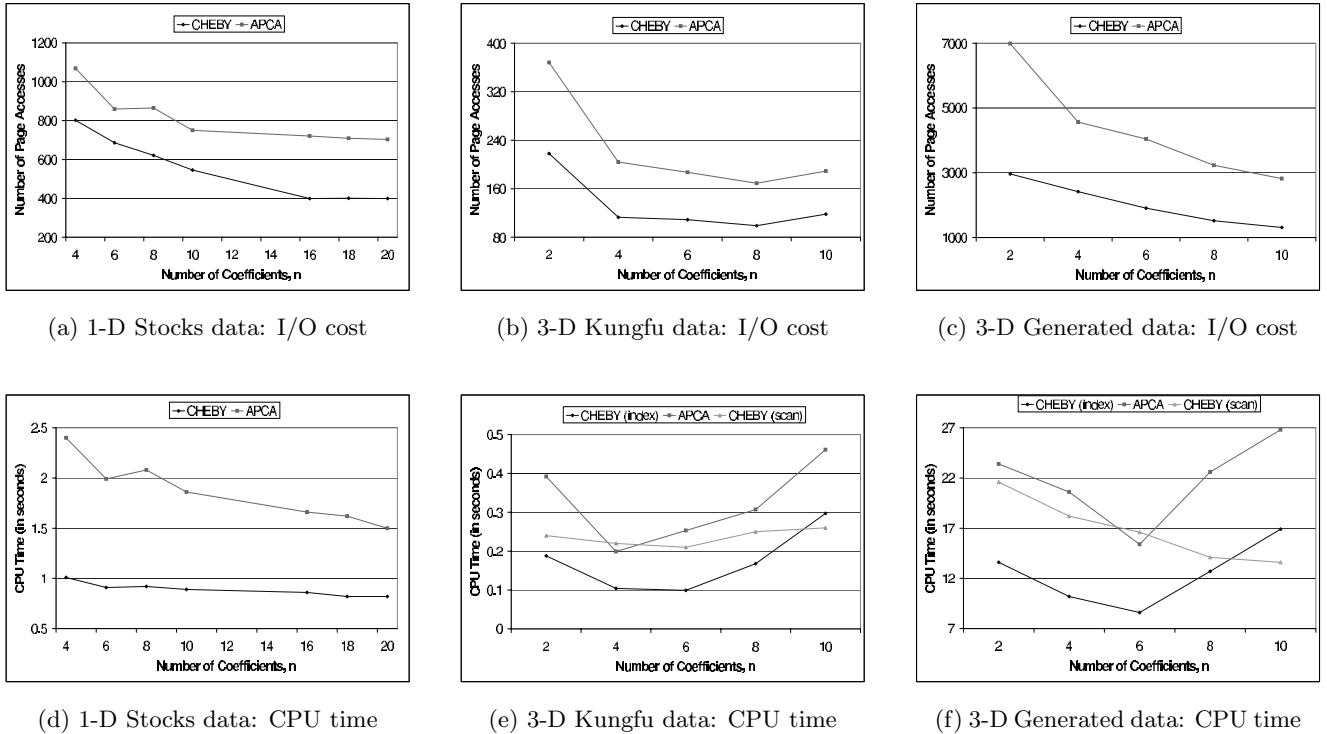 CHEBY APCA
1200
1000
800
600
400
200
4 6 8 10 12 14 16 18 20
Number of Page Accesses
Number of Coefficients, n
(a) 1-D Stocks data: I/O cost
CHEBY APCA
400
320
240
160
80
2 4 6 8 10
Number of Page Accesses
Number of Coefficients, n
(b) 3-D Kungfu data: I/O cost
CHEBY APCA
7000
5000
3000
1000
2 4 6 8 10
Number of Page Accesses
Number of Coefficients, n
(c) 3-D Generated data: I/O cost
CHEBY APCA
2.5
2
1.5
1
0.5
4 6 8 10 12 14 16 18 20
CPU Time (in seconds)
Number of Coefficients, n
(d) 1-D Stocks data: CPU time
CHEBY (index) APCA CHEBY (scan)
0.5
0.4
0.3
0.2
0.1
0
2 4 6 8 10
CPU Time (in seconds)
Number of Coefficients, n
(e) 3-D Kungfu data: CPU time
CHEBY (index) APCA CHEBY (scan)
27
22
17
12
7
2 4 6 8 10
CPU Time (in seconds)
Number of Coefficients, n
(f) 3-D Generated data: CPU time